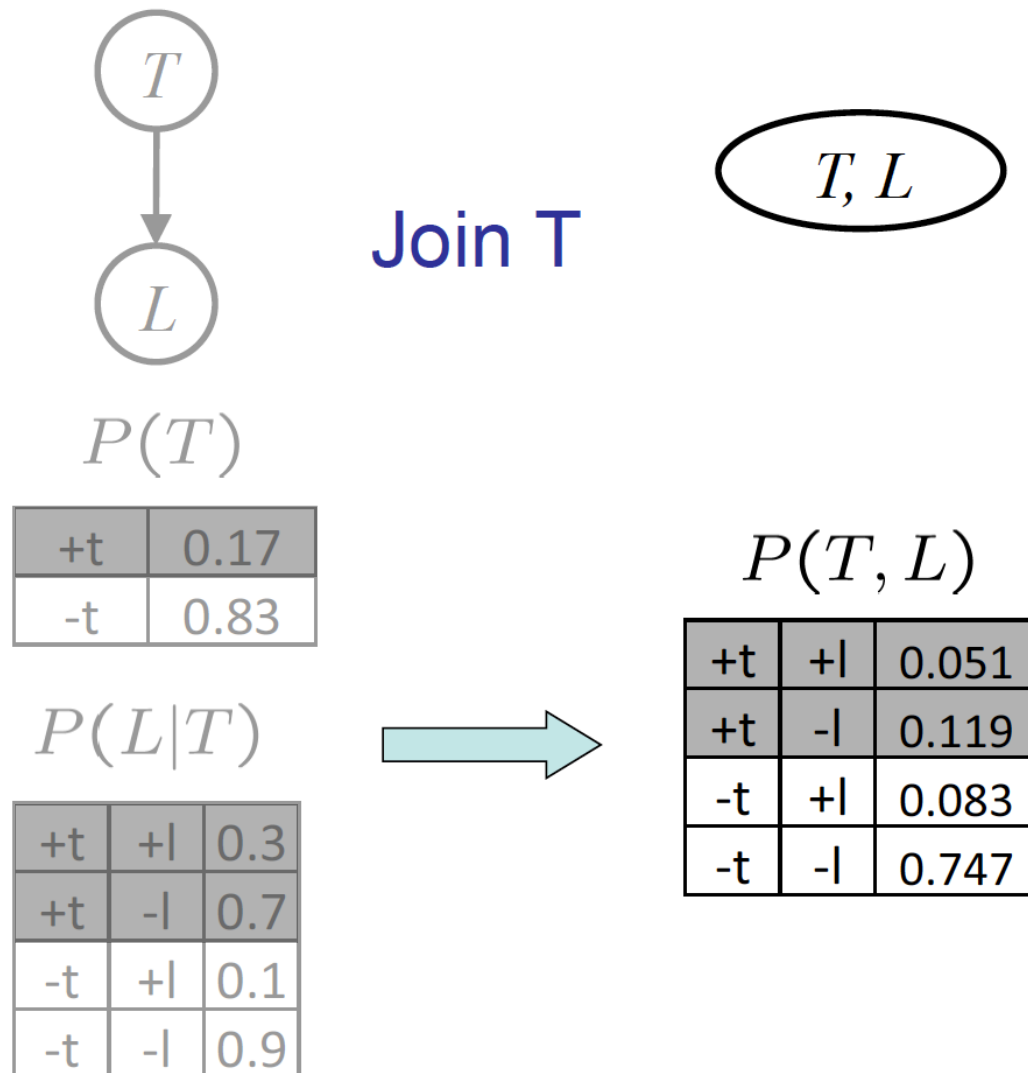 T
L
Join T
T, L
P(T)
+t 0.17
-t 0.83
P(L|T)
+t +l 0.3
+t -l 0.7
-t +l 0.1
-t -l 0.9
P(T, L)
+t +l 0.051
+t -l 0.119
-t +l 0.083
-t -l 0.747